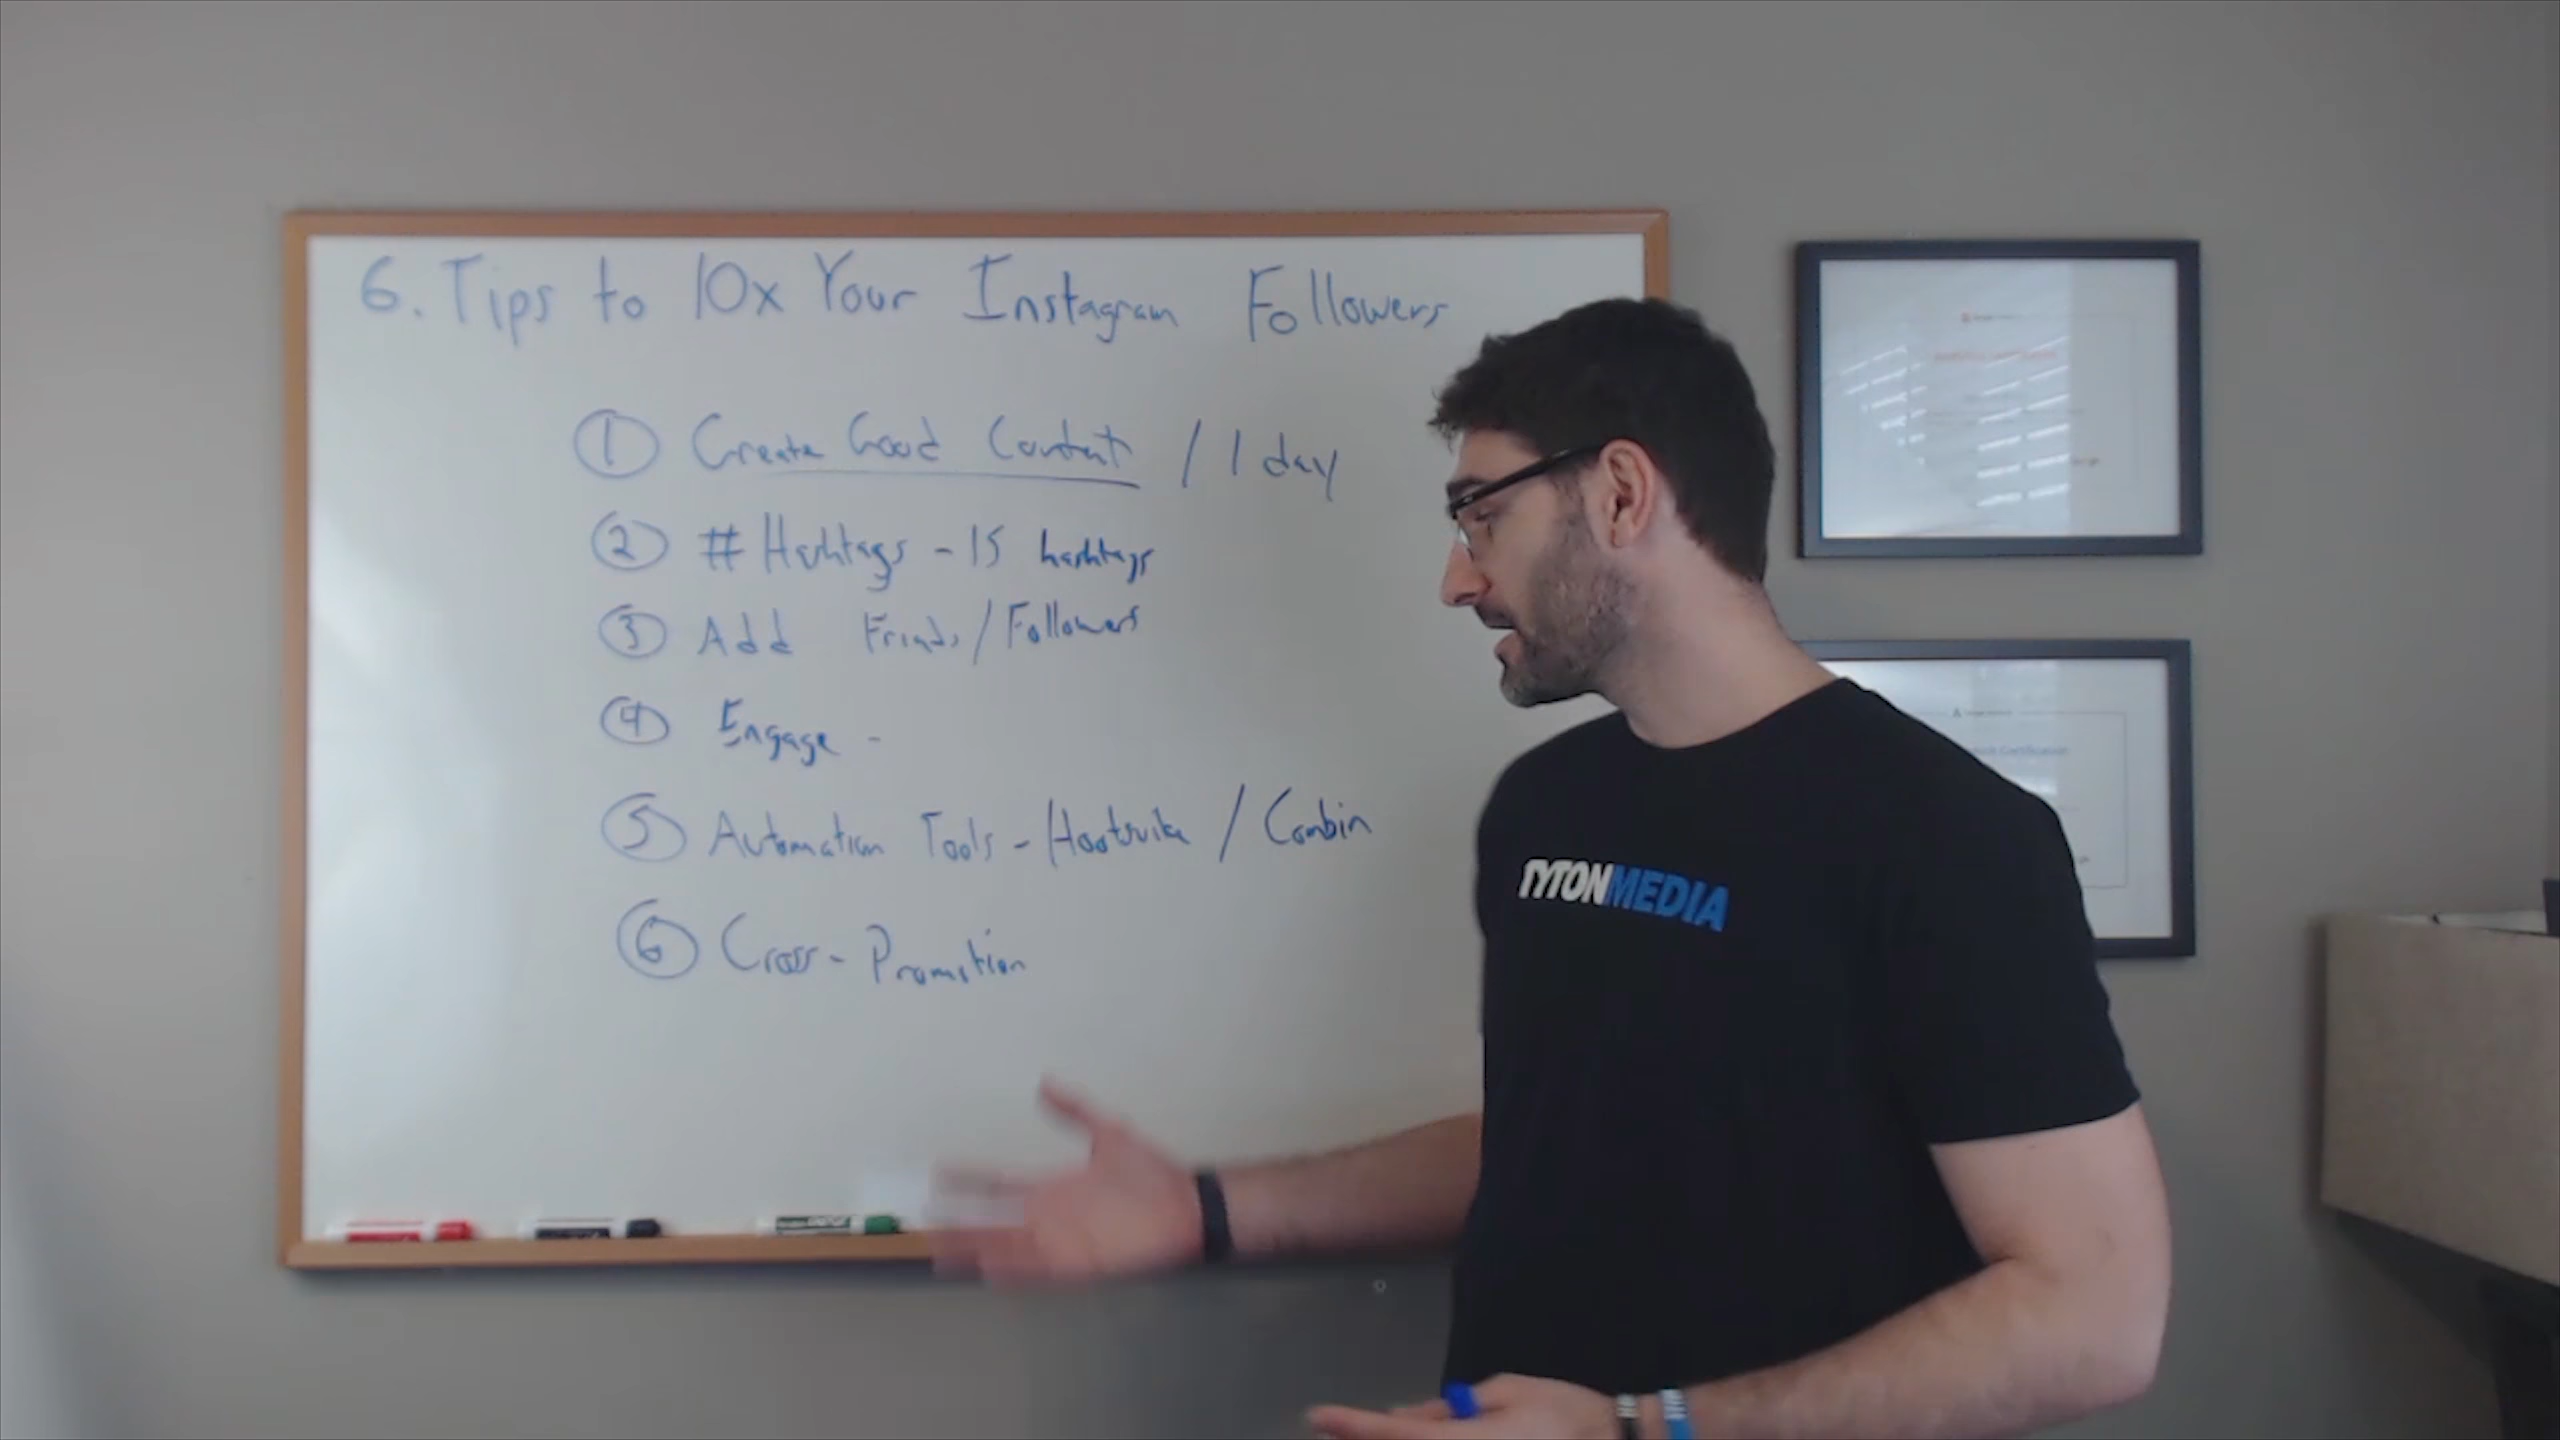 6. Tips to 10x Your Instagram Followers
① Create Good Content / 1 day
② # Hashtags - 15 hashtags
③ Add Friends / Followers
④ Engage -
⑤ Automation Tools - Hootsuite / Combin
⑥ Cross - Promotion
TYTONMEDIA
Certification